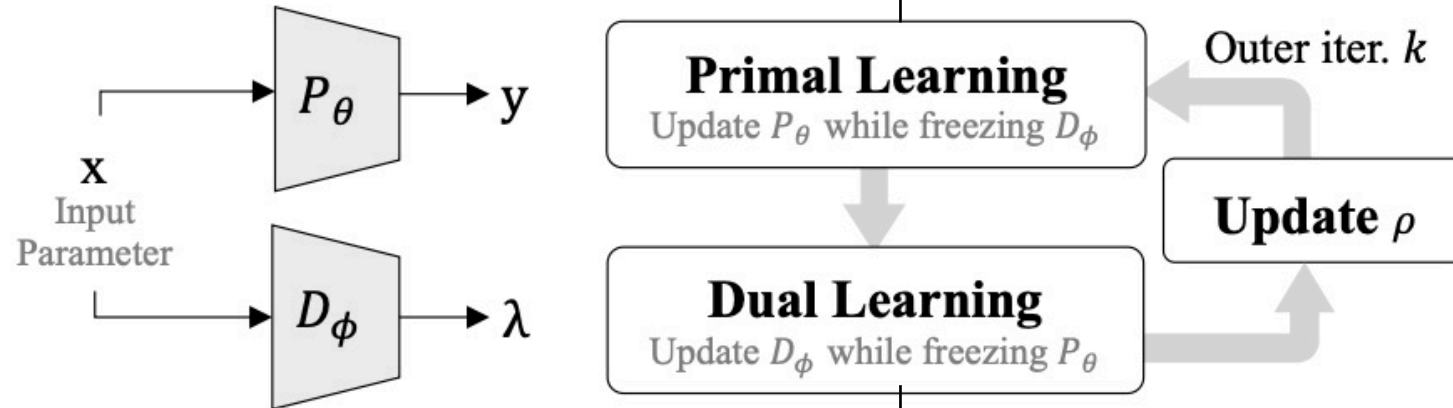 P_θ
y
x
Input
Parameter
D_ϕ
λ
Primal Learning
Update P_θ while freezing D_ϕ
Outer iter. k
Update ρ
Dual Learning
Update D_ϕ while freezing P_θ